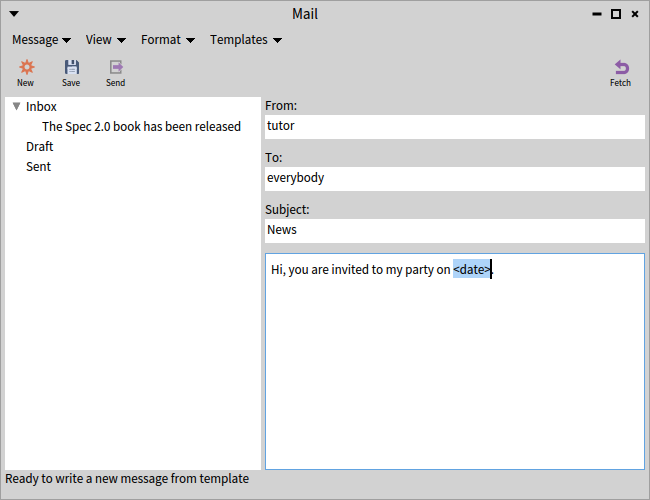 Mail
Message View Format Templates
New Save Send Fetch
Inbox
The Spec 2.0 book has been released
Draft
Sent
From:
tutor
To:
everybody
Subject:
News
Hi, you are invited to my party on <date>.
Ready to write a new message from template